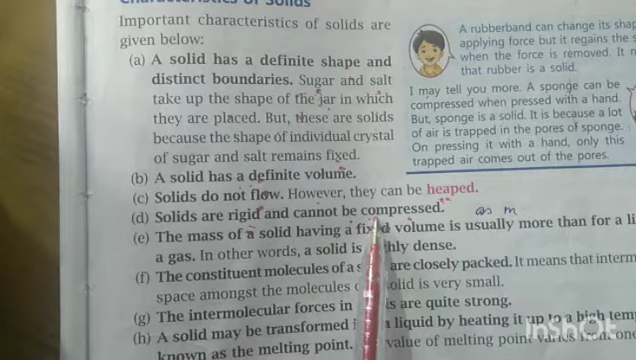 Characteristics of Solids
Important characteristics of solids are
given below:
(a) A solid has a definite shape and
distinct boundaries. Sugar and salt
take up the shape of the jar in which
they are placed. But, these are solids
because the shape of individual crystal
of sugar and salt remains fixed.
(b) A solid has a definite volume.
(c) Solids do not flow. However, they can be heaped.
(d) Solids are rigid and cannot be compressed. as m
(e) The mass of a solid having a fixed volume is usually more than for a li
a gas. In other words, a solid is highly dense.
(f) The constituent molecules of a s are closely packed. It means that interm
space amongst the molecules solid is very small.
(g) The intermolecular forces in are quite strong.
(h) A solid may be transformed liquid by heating it up to a high tem
known as the melting point. value of melting point varies from one
A rubberband can change its shap
applying force but it regains the s
when the force is removed. It m
that rubber is a solid.
I may tell you more. A sponge can be
compressed when pressed with a hand.
But, sponge is a solid. It is because a lot
of air is trapped in the pores of sponge.
On pressing it with a hand, only this
trapped air comes out of the pores.
InShOt